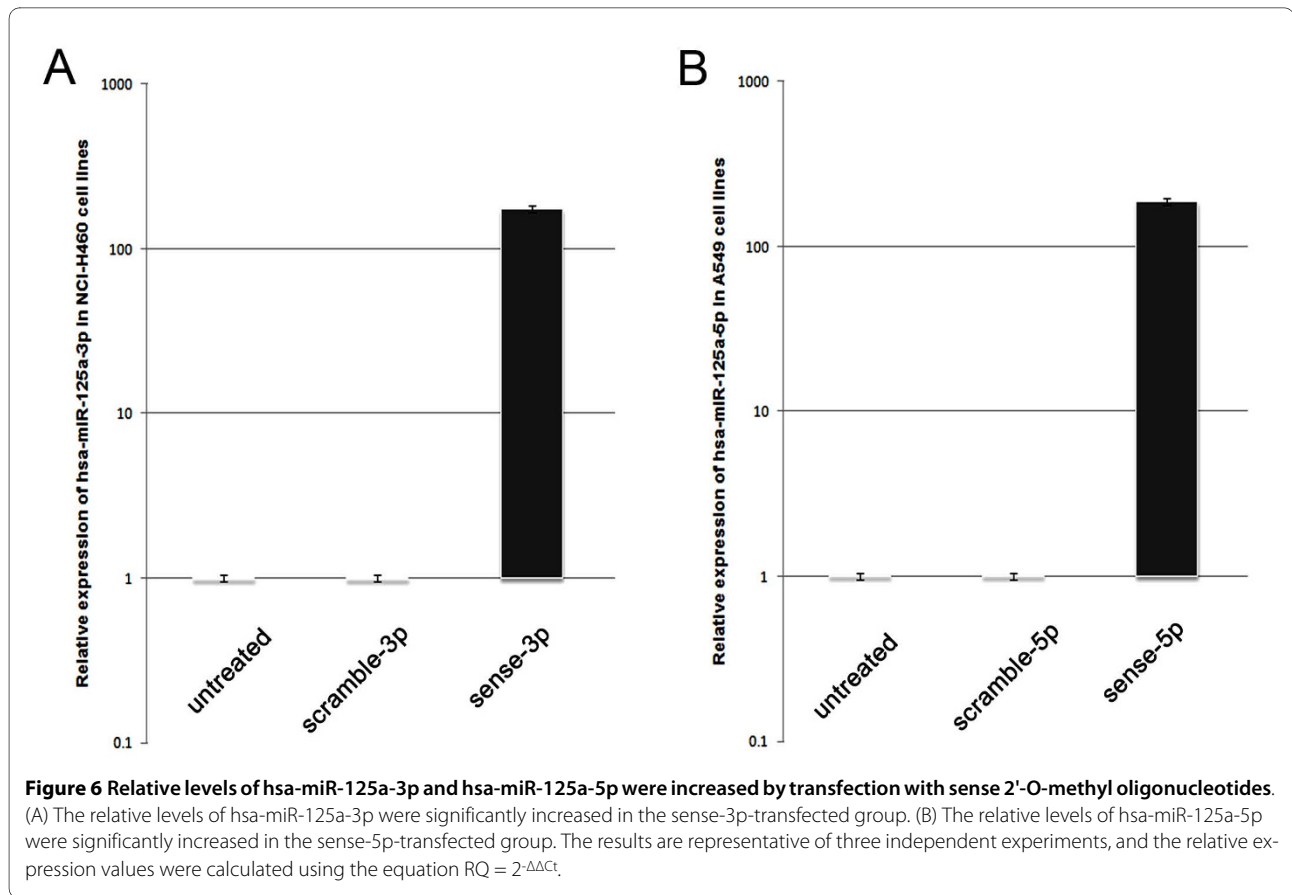 A
Relative expression of hsa-miR-125a-3p in NCI-H460 cell lines
1000
100
10
1
0.1
untreated
scramble-3p
sense-3p
B
Relative expression of hsa-miR-125a-5p in A549 cell lines
1000
100
10
1
0.1
untreated
scramble-5p
sense-5p
Figure 6 Relative levels of hsa-miR-125a-3p and hsa-miR-125a-5p were increased by transfection with sense 2'-O-methyl oligonucleotides.
(A) The relative levels of hsa-miR-125a-3p were significantly increased in the sense-3p-transfected group. (B) The relative levels of hsa-miR-125a-5p
were significantly increased in the sense-5p-transfected group. The results are representative of three independent experiments, and the relative ex-
pression values were calculated using the equation RQ = 2-ΔΔCt.